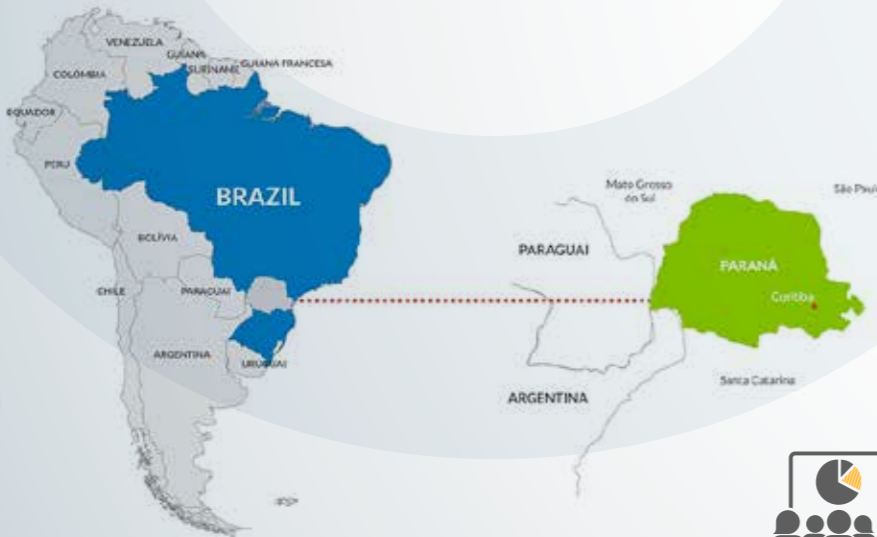 VENEZUELA
GUIANA
SURINAME
GUIANA FRANCESA
COLÔMBIA
EQUADOR
PERU
BRAZIL
BOLÍVIA
CHILE
PARAGUAI
ARGENTINA
URUGUAI
Mato Grosso
do Sul
São Paulo
PARAGUAI
PARANÁ
Curitiba
ARGENTINA
Santa Catarina